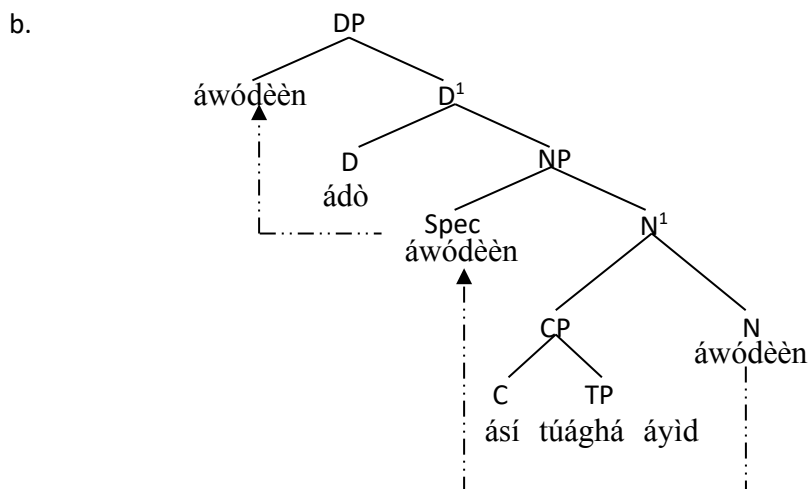 b.
DP
áwódèèn D¹
D NP
ádò
Spec N¹
áwódèèn
CP N
áwódèèn
C TP
ásí túághá áyìd